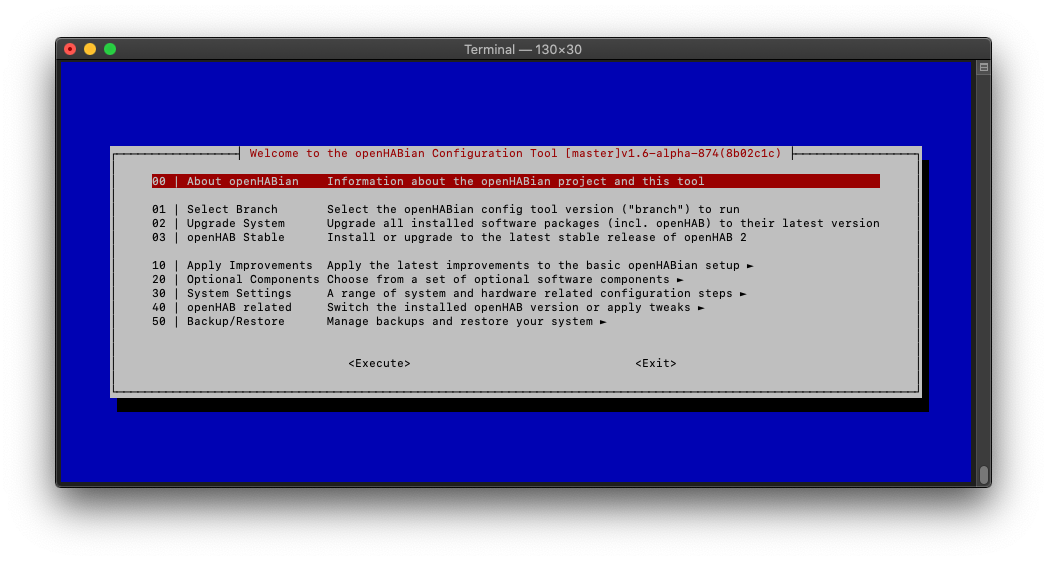 Terminal — 130×30
Welcome to the openHABian Configuration Tool [master]v1.6-alpha-874(8b02c1c)
00 | About openHABian    Information about the openHABian project and this tool
01 | Select Branch       Select the openHABian config tool version ("branch") to run
02 | Upgrade System      Upgrade all installed software packages (incl. openHAB) to their latest version
03 | openHAB Stable      Install or upgrade to the latest stable release of openHAB 2
10 | Apply Improvements  Apply the latest improvements to the basic openHABian setup ►
20 | Optional Components Choose from a set of optional software components ►
30 | System Settings     A range of system and hardware related configuration steps ►
40 | openHAB related     Switch the installed openHAB version or apply tweaks ►
50 | Backup/Restore      Manage backups and restore your system ►
<Execute> <Exit>